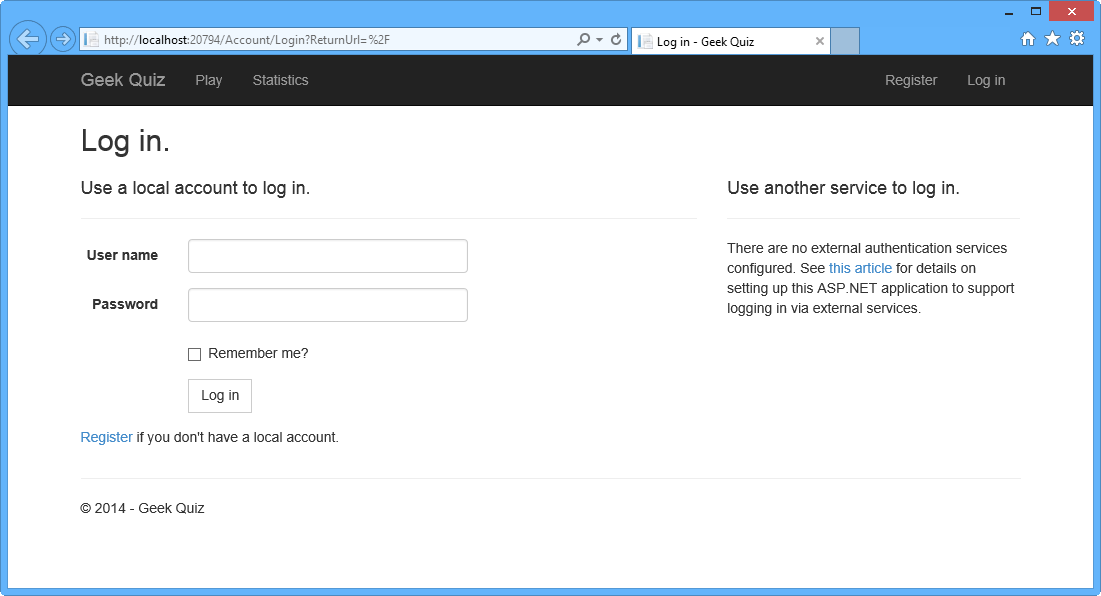 http://localhost:20794/Account/Login?ReturnUrl=%2F
Log in - Geek Quiz
Geek Quiz
Play
Statistics
Register
Log in
Log in.
Use a local account to log in.
User name
Password
Remember me?
Log in
Register if you don't have a local account.
Use another service to log in.
There are no external authentication services
configured. See this article for details on
setting up this ASP.NET application to support
logging in via external services.
© 2014 - Geek Quiz